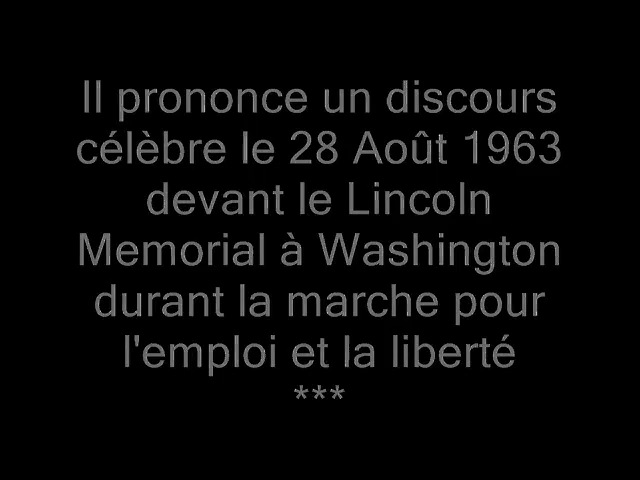 Il prononce un discours
célèbre le 28 Août 1963
devant le Lincoln
Memorial à Washington
durant la marche pour
l'emploi et la liberté
***